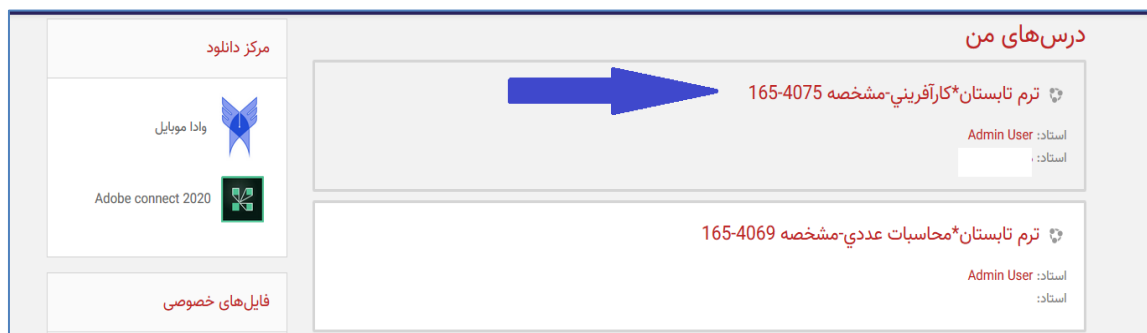 درس‌های من
ترم تابستان*کارآفريني-مشخصه 4075-165
استاد: Admin User
استاد:
ترم تابستان*محاسبات عددي-مشخصه 4069-165
استاد: Admin User
استاد:
مرکز دانلود
وادا موبایل
Adobe connect 2020
فایل‌های خصوصی